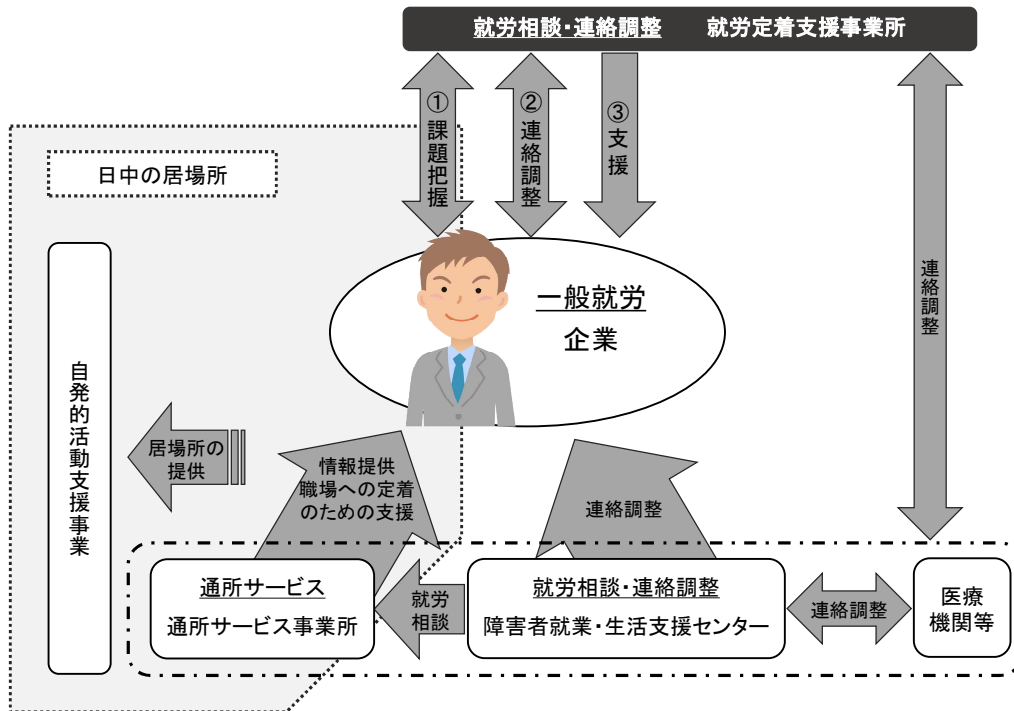 就労相談・連絡調整　就労定着支援事業所
①課題把握
②連絡調整
③支援
連絡調整
日中の居場所
一般就労
企業
自発的活動支援事業
居場所の
提供
情報提供
職場への定着
のための支援
連絡調整
通所サービス
通所サービス事業所
就労
相談
就労相談・連絡調整
障害者就業・生活支援センター
連絡調整
医療
機関等